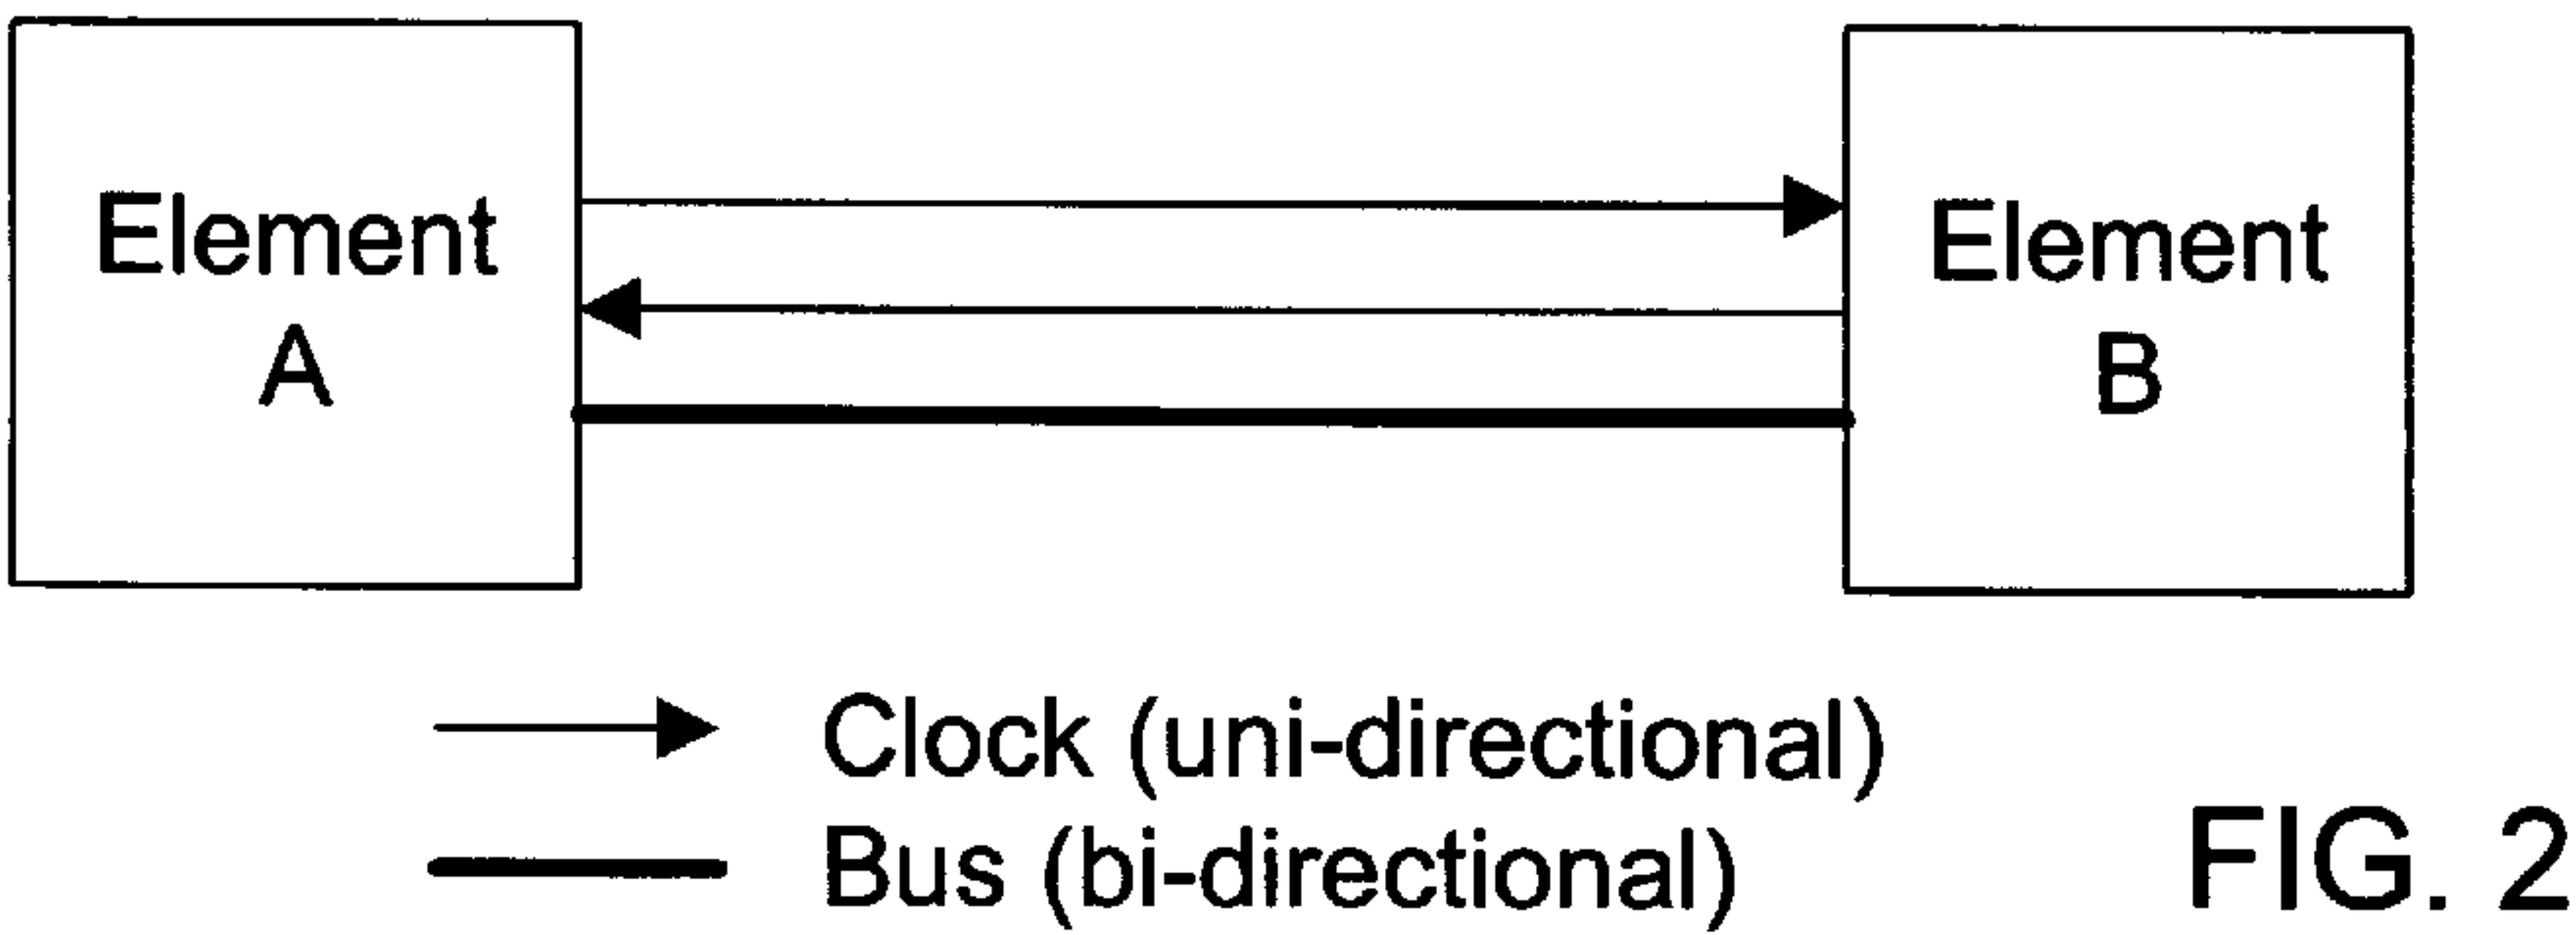 Element
A
Element
B
Clock (uni-directional)
Bus (bi-directional)
FIG. 2